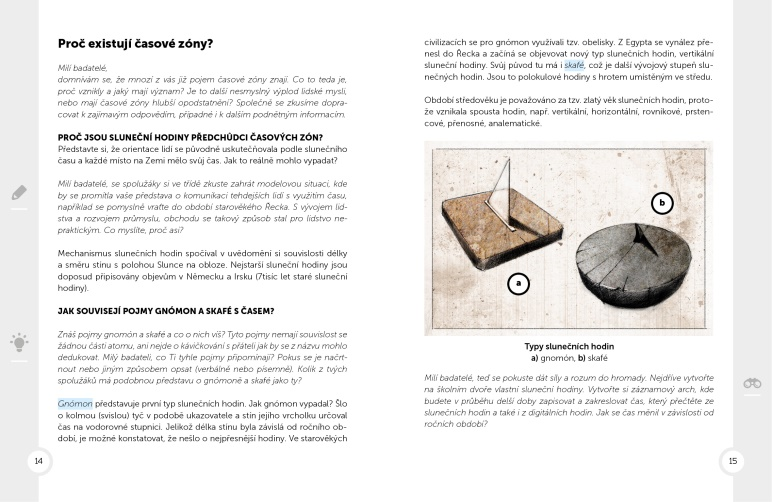 Proč existují časové zóny?
Milí badatelé,
domnívám se, že mnozí z vás již pojem časové zóny znají. Co to teda je,
proč vznikly a jaký mají význam? Je to další nesmyslný výplod lidské mysli,
nebo mají časové zóny hlubší opodstatnění? Společně se zkusíme dopra-
covat k zajímavým odpovědím, případně i k dalším podnětným informacím.
PROČ JSOU SLUNEČNÍ HODINY PŘEDCHŮDCI ČASOVÝCH ZÓN?
Představte si, že orientace lidí se původně uskutečňovala podle slunečního
času a každé místo na Zemi mělo svůj čas. Jak to reálně mohlo vypadat?
Milí badatelé, se spolužáky si ve třídě zkuste zahrát modelovou situaci, kde
by se promítla vaše představa o komunikaci tehdejších lidí s využitím času,
například se pomyslně vraťte do období starověkého Řecka. S vývojem lid-
stva a rozvojem průmyslu, obchodu se takový způsob stal pro lidstvo ne-
praktickým. Co myslíte, proč asi?
Mechanismus slunečních hodin spočíval v uvědomění si souvislosti délky
a směru stínu s polohou Slunce na obloze. Nejstarší sluneční hodiny jsou
doposud připisovány objevům v Německu a Irsku (7tisíc let staré sluneční
hodiny).
JAK SOUVISEJÍ POJMY GNÓMON A SKAFÉ S ČASEM?
Znáš pojmy gnómon a skafé a co o nich víš? Tyto pojmy nemají souvislost se
žádnou částí atomu, ani nejde o kávičkování s přáteli jak by se z názvu mohlo
dedukovat. Milý badateli, co Ti tyhle pojmy připomínají? Pokus se je načrt-
nout nebo jiným způsobem opsat (verbálně nebo písemně). Kolik z tvých
spolužáků má podobnou představu o gnómoně a skafé jako ty?
Gnómon představuje první typ slunečních hodin. Jak gnómon vypadal? Šlo
o kolmou (svislou) tyč v podobě ukazovatele a stín jejího vrcholku určoval
čas na vodorovné stupnici. Jelikož délka stínu byla závislá od ročního ob-
dobí, je možné konstatovat, že nešlo o nejpřesnější hodiny. Ve starověkých
14
civilizacích se pro gnómon využívali tzv. obelisky. Z Egypta se vynález pře-
nesl do Řecka a začíná se objevovat nový typ slunečních hodin, vertikální
sluneční hodiny. Svůj původ tu má i skafé, což je další vývojový stupeň slu-
nečních hodin. Jsou to polokulové hodiny s hrotem umístěným ve středu.
Období středověku je považováno za tzv. zlatý věk slunečních hodin, proto-
že vznikala spousta hodin, např. vertikální, horizontální, rovníkové, prsten-
cové, přenosné, analematické.
b
a
Typy slunečních hodin
a) gnomón, b) skafé
Milí badatelé, teď se pokuste dát síly a rozum do hromady. Nejdříve vytvořte
na školním dvoře vlastní sluneční hodiny. Vytvořte si záznamový arch, kde
budete v průběhu delší doby zapisovat a zakreslovat čas, který přečtěte ze
slunečních hodin a také i z digitálních hodin. Jak se čas měnil v závislosti od
ročních období?
15